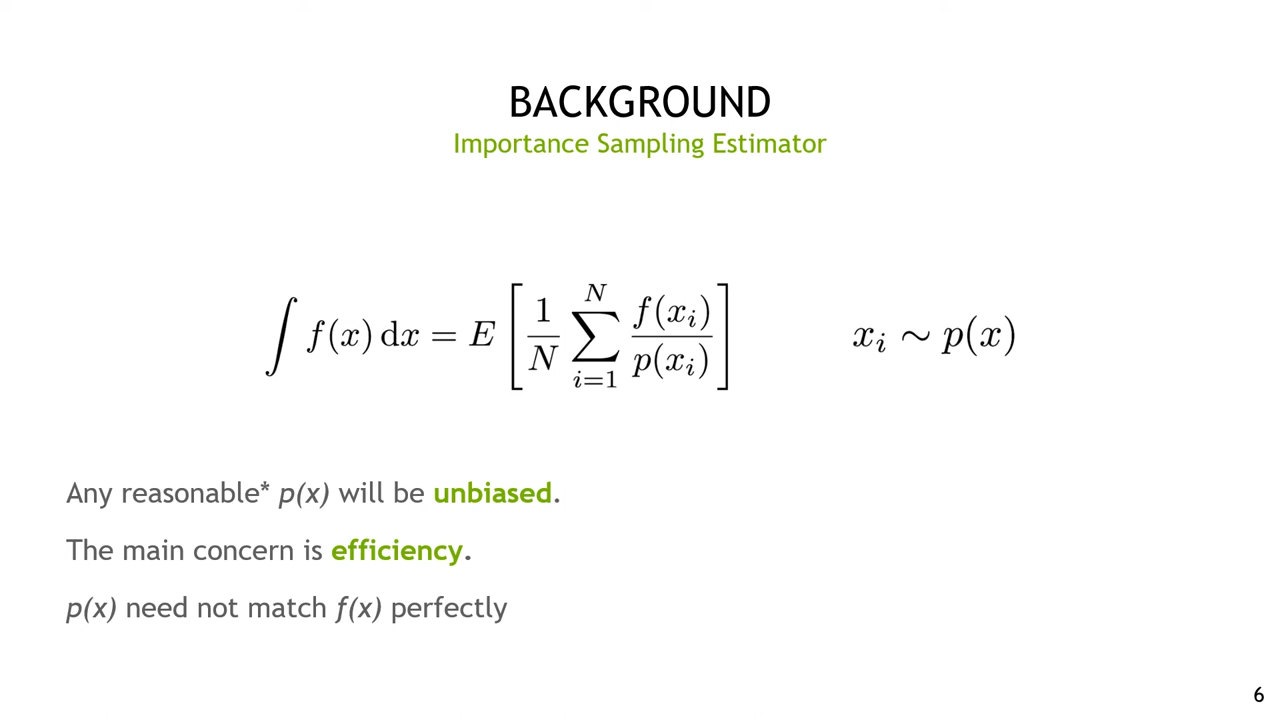 BACKGROUND
Importance Sampling Estimator
∫ f(x) dx = E [ 1/N ∑_{i=1}^{N} f(x_i)/p(x_i) ]    x_i ∼ p(x)
Any reasonable* p(x) will be unbiased.
The main concern is efficiency.
p(x) need not match f(x) perfectly
6